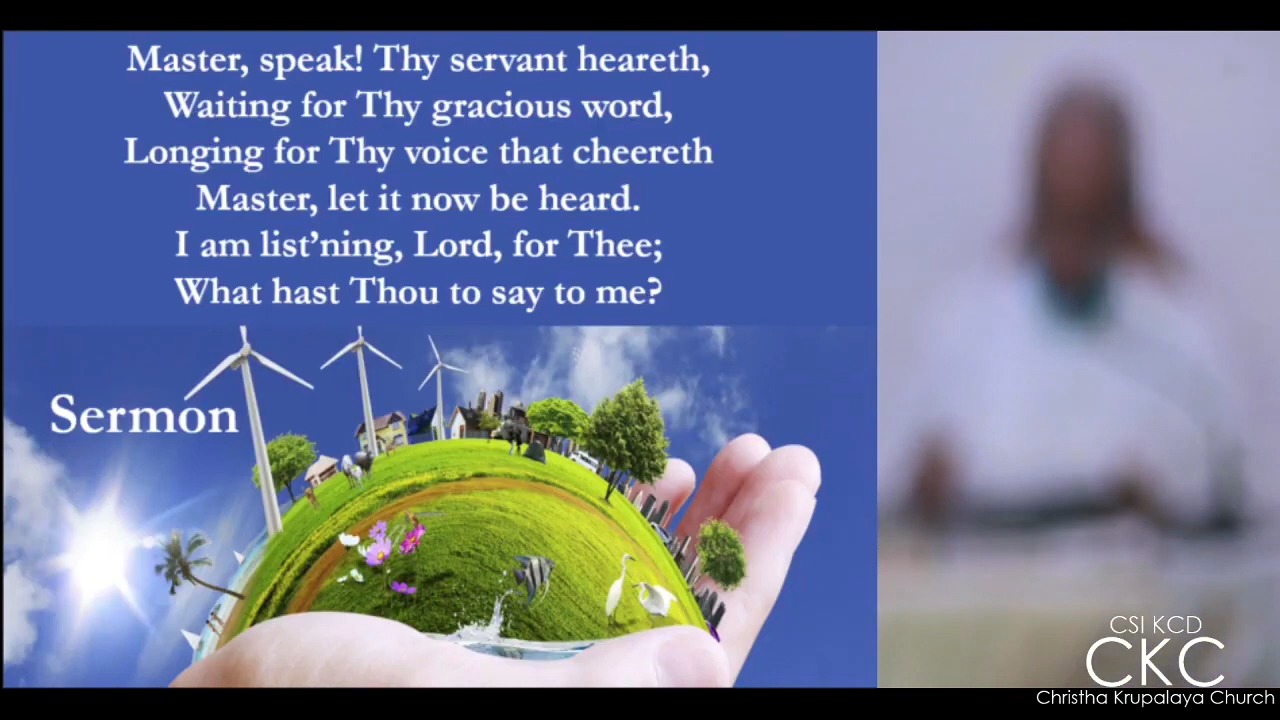 Master, speak! Thy servant heareth,
Waiting for Thy gracious word,
Longing for Thy voice that cheereth
Master, let it now be heard.
I am list’ning, Lord, for Thee;
What hast Thou to say to me?
Sermon
CSI KCD
CKC
Christha Krupalaya Church